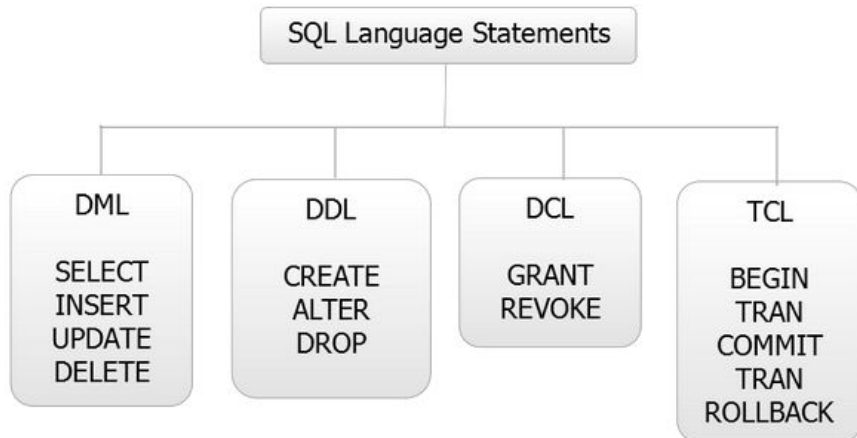 SQL Language Statements
DML
SELECT
INSERT
UPDATE
DELETE
DDL
CREATE
ALTER
DROP
DCL
GRANT
REVOKE
TCL
BEGIN
TRAN
COMMIT
TRAN
ROLLBACK